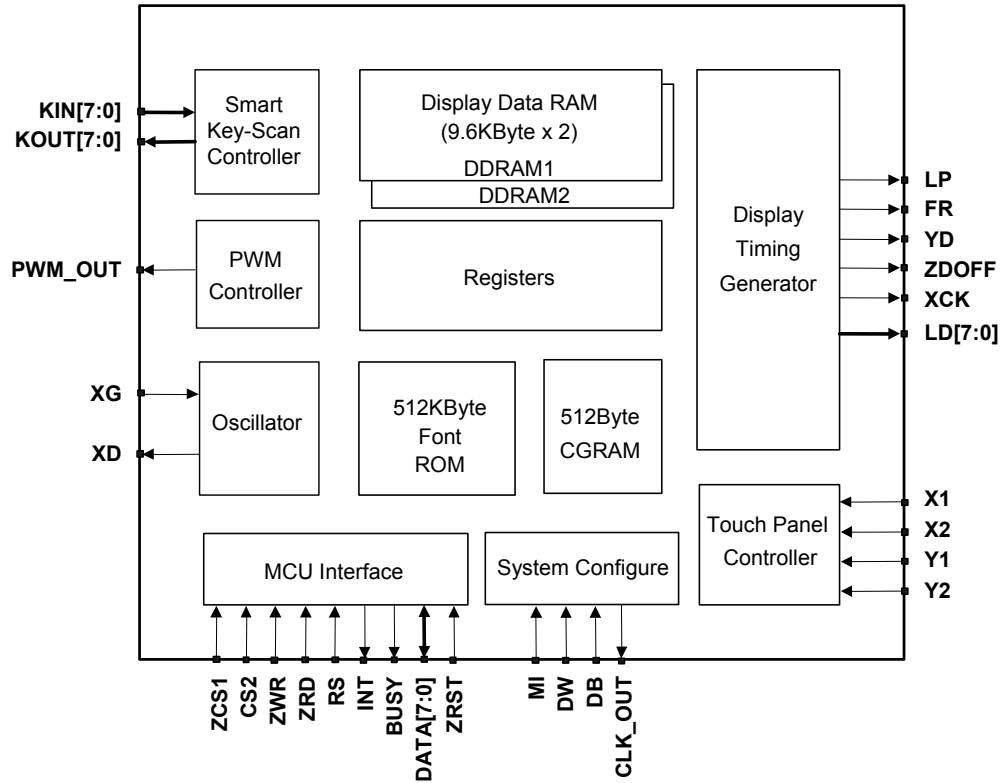 KIN[7:0]
KOUT[7:0]
Smart
Key-Scan
Controller
Display Data RAM
(9.6KByte x 2)
DDRAM1
DDRAM2
Display
Timing
Generator
LP
FR
YD
ZDOFF
XCK
LD[7:0]
PWM_OUT
PWM
Controller
Registers
XG
XD
Oscillator
512KByte
Font
ROM
512Byte
CGRAM
Touch Panel
Controller
X1
X2
Y1
Y2
MCU Interface
System Configure
ZCS1
CS2
ZWR
ZRD
RS
INT
BUSY
DATA[7:0]
ZRST
MI
DW
DB
CLK_OUT